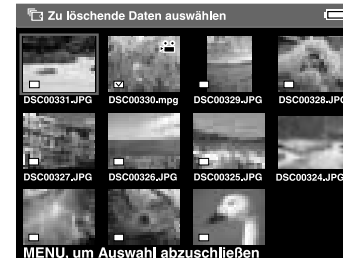 Zu löschende Daten auswählen
DSC00331.JPG DSC00330.mpg DSC00329.JPG DSC00328.JPG
DSC00327.JPG DSC00326.JPG DSC00325.JPG DSC00324.JPG
MENU, um Auswahl abzuschließen